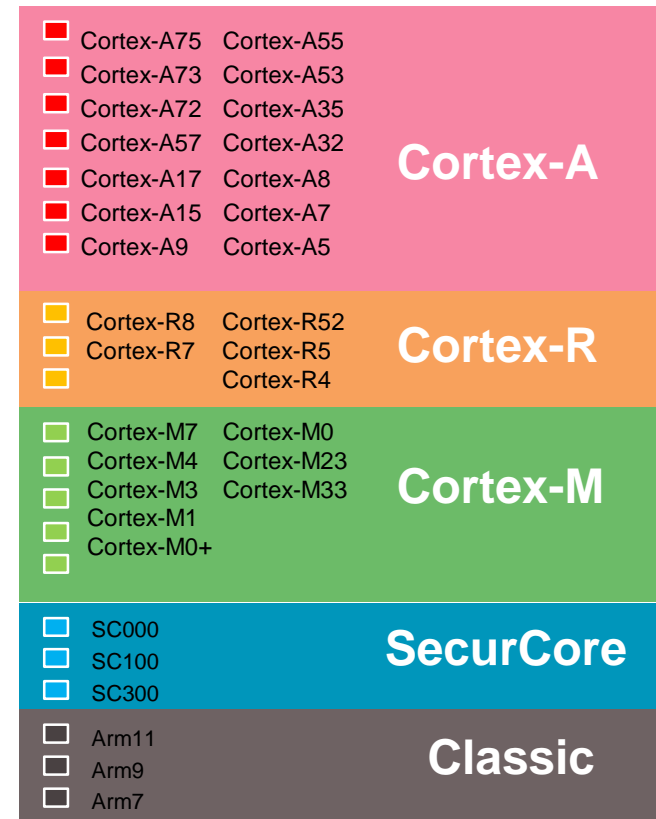 Cortex-A75 Cortex-A55
Cortex-A73 Cortex-A53
Cortex-A72 Cortex-A35
Cortex-A57 Cortex-A32
Cortex-A17 Cortex-A8
Cortex-A15 Cortex-A7
Cortex-A9 Cortex-A5
Cortex-A
Cortex-R8 Cortex-R52
Cortex-R7 Cortex-R5
Cortex-R4
Cortex-R
Cortex-M7 Cortex-M0
Cortex-M4 Cortex-M23
Cortex-M3 Cortex-M33
Cortex-M1
Cortex-M0+
Cortex-M
SC000
SC100
SC300
SecurCore
Arm11
Arm9
Arm7
Classic